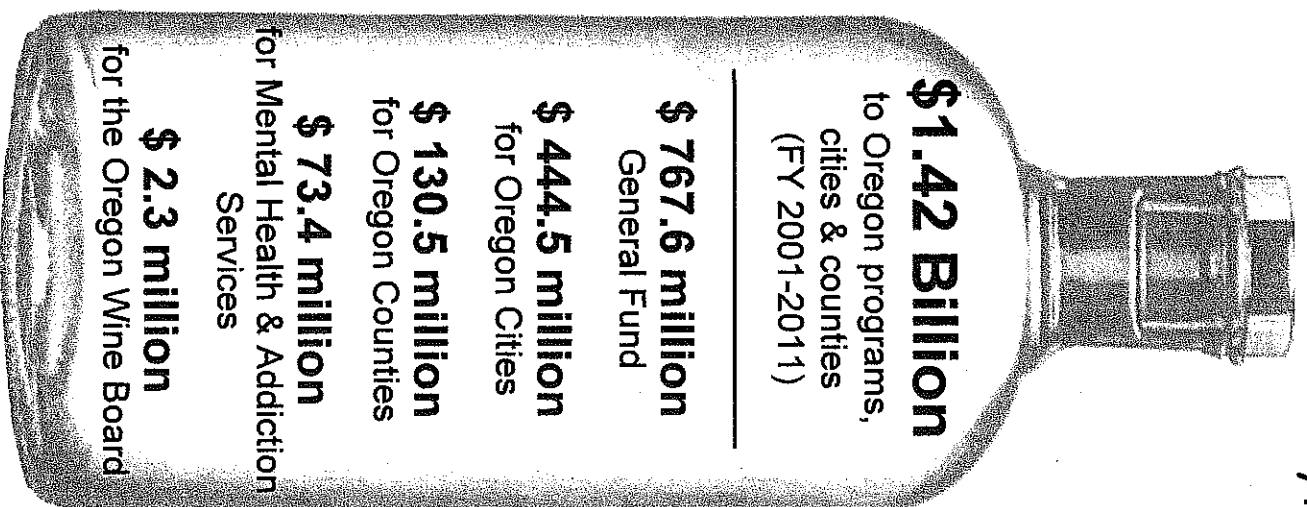 $1.42 Billion
to Oregon programs,
cities & counties
(FY 2001-2011)
$ 767.6 million
General Fund
$ 444.5 million
for Oregon Cities
$ 130.5 million
for Oregon Counties
$ 73.4 million
for Mental Health & Addiction
Services
$ 2.3 million
for the Oregon Wine Board